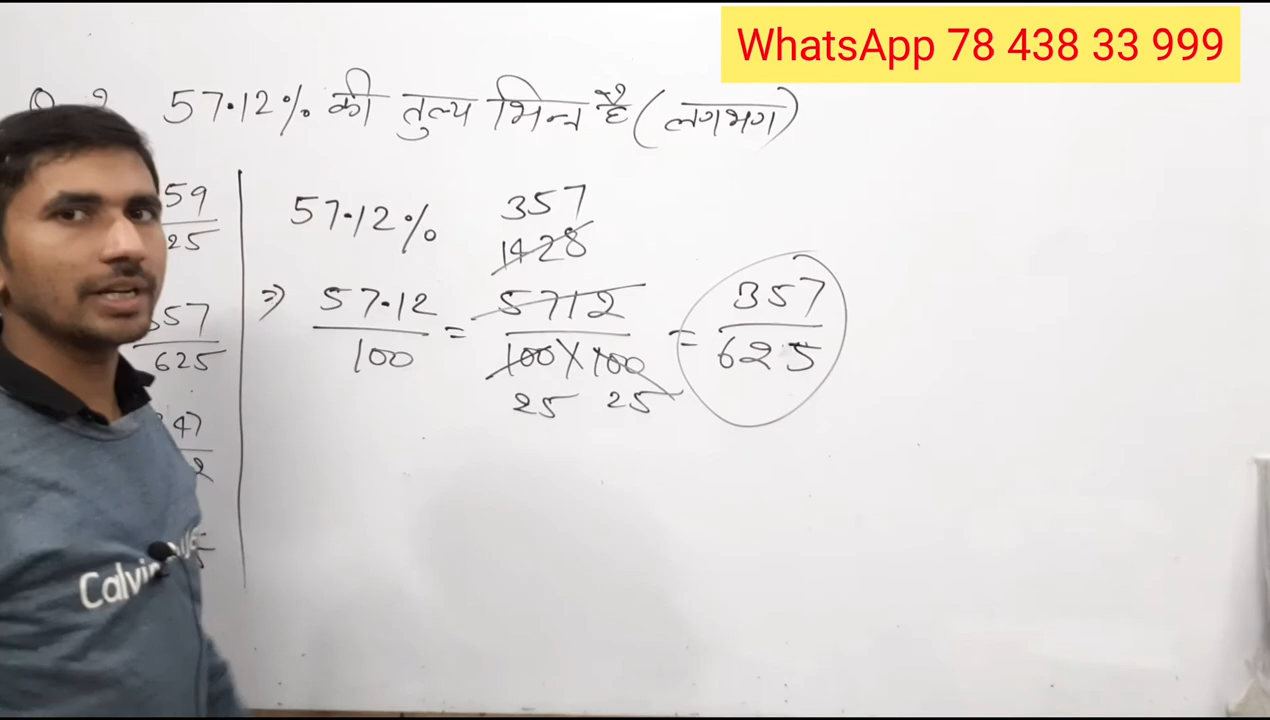 WhatsApp 78 438 33 999
57.12% की तुल्य भिन्न है (लगभग)
59
25
357
625
47
2
57.12%
⇒ 57.12 / 100 = 5712 / 100 × 100 = 357 / 625
1428
357
25 25
Calvin